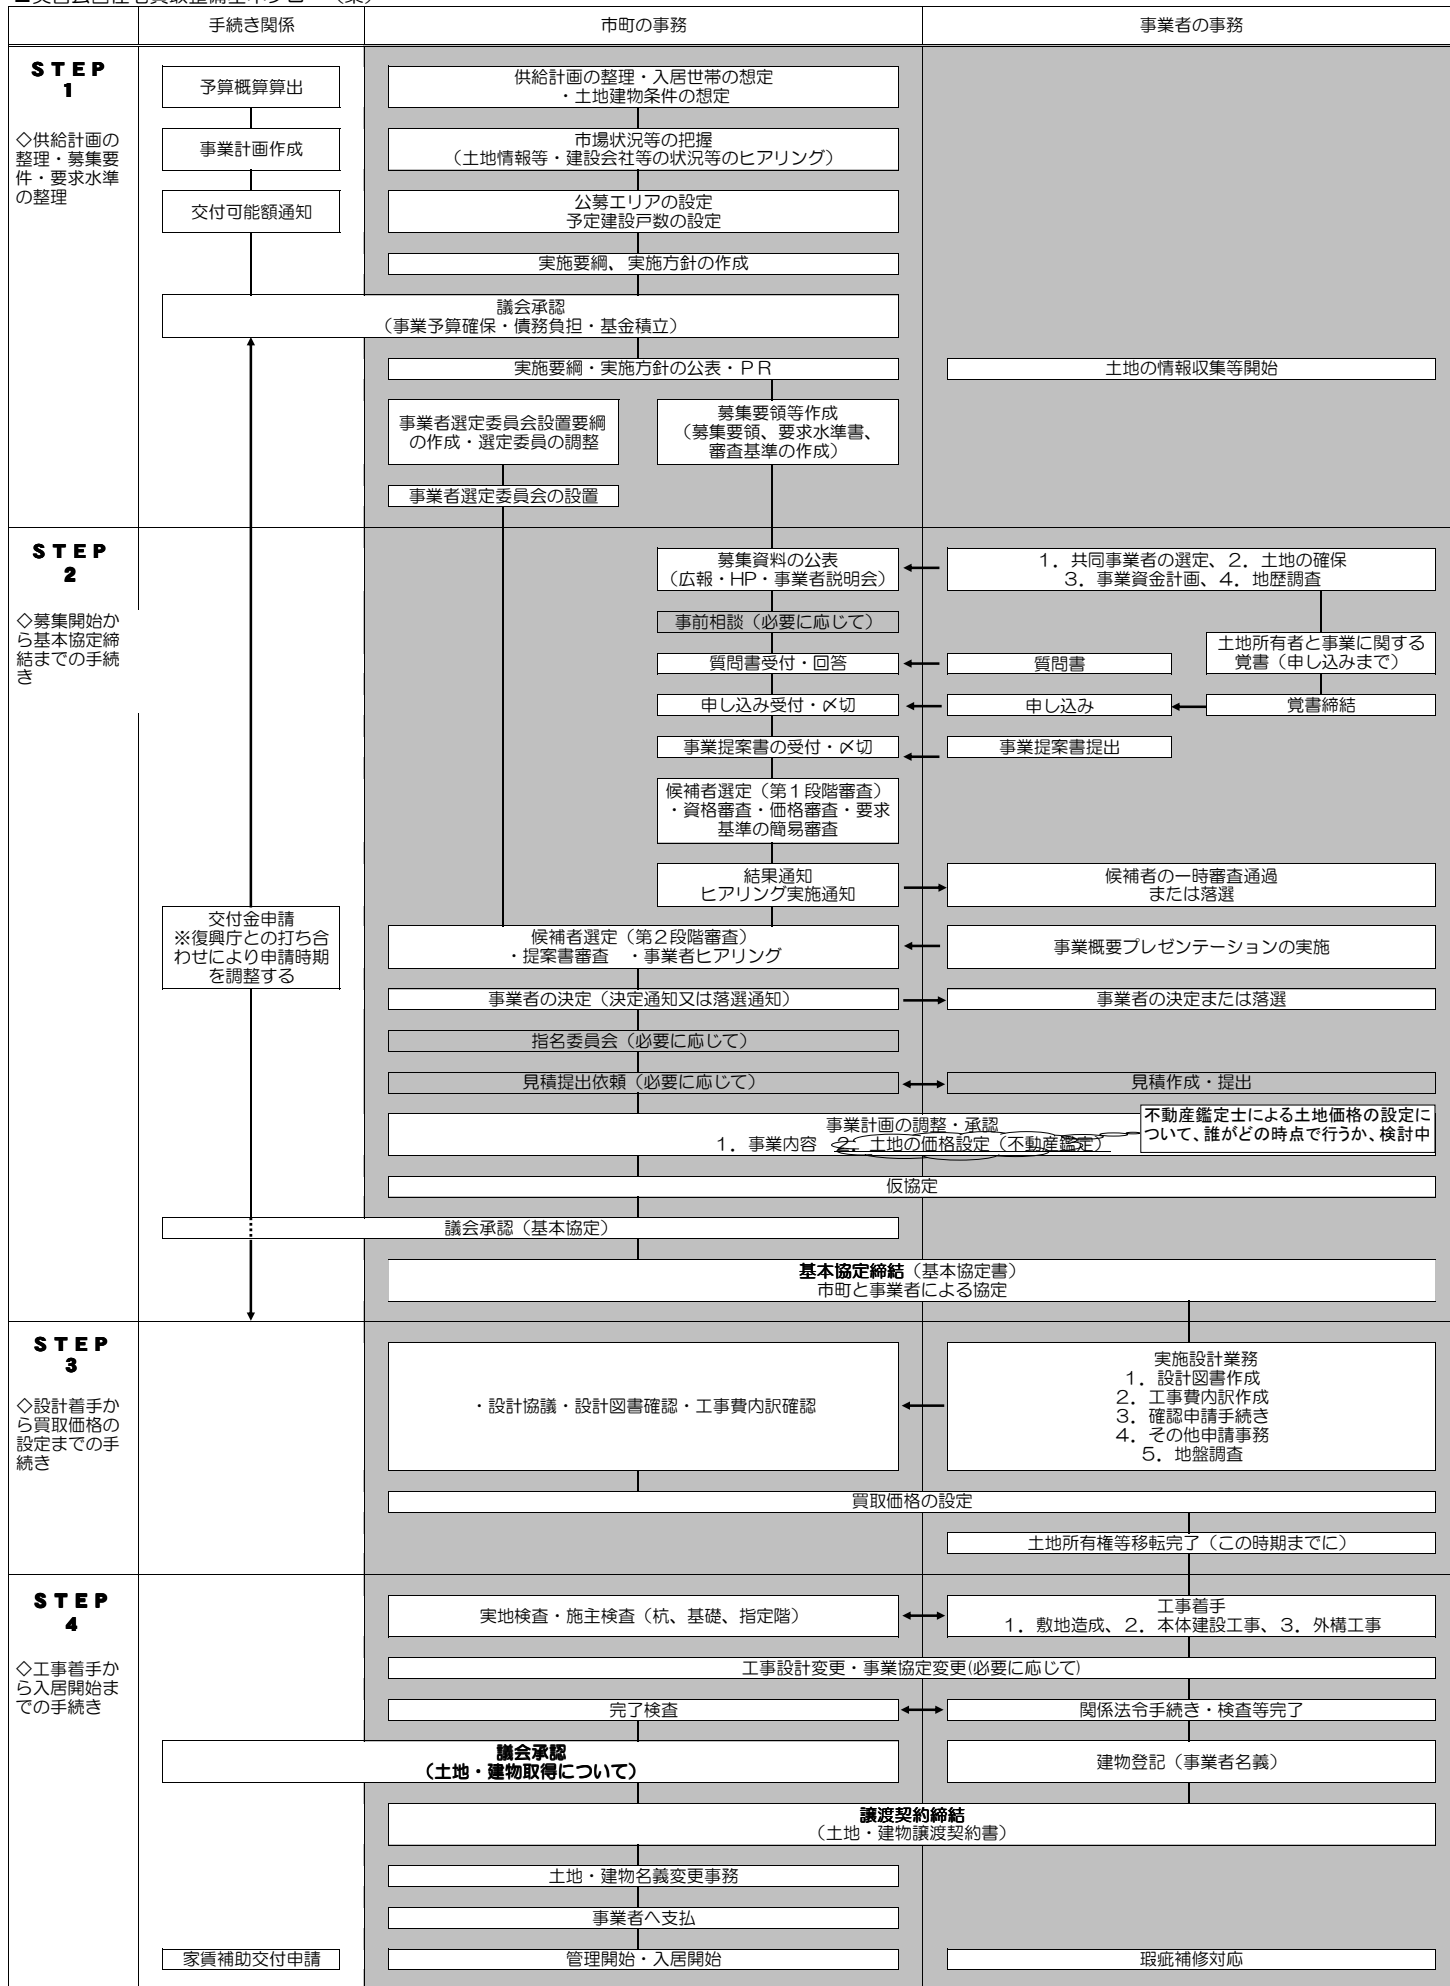 手続き関係
市町の事務
事業者の事務
STEP
1
◇供給計画の
整理・募集要
件・要求水準
の整理
予算概算算出
事業計画作成
交付可能額通知
供給計画の整理・入居世帯の想定
・土地建物条件の想定
市場状況等の把握
（土地情報等・建設会社等の状況等のヒアリング）
公募エリアの設定
予定建設戸数の設定
実施要綱、実施方針の作成
議会承認
（事業予算確保・債務負担・基金積立）
実施要綱・実施方針の公表・ＰＲ
土地の情報収集等開始
事業者選定委員会設置要綱
の作成・選定委員の調整
募集要領等作成
（募集要領、要求水準書、
審査基準の作成）
事業者選定委員会の設置
STEP
2
◇募集開始か
ら基本協定締
結までの手続
き
募集資料の公表
（広報・HP・事業者説明会）
１．共同事業者の選定、２．土地の確保
３．事業資金計画、４．地歴調査
事前相談（必要に応じて）
土地所有者と事業に関する
覚書（申し込みまで）
質問書受付・回答
質問書
申し込み受付・〆切
申し込み
覚書締結
事業提案書の受付・〆切
事業提案書提出
候補者選定（第１段階審査）
・資格審査・価格審査・要求
基準の簡易審査
結果通知
ヒアリング実施通知
候補者の一時審査通過
または落選
交付金申請
※復興庁との打ち合
わせにより申請時期
を調整する
候補者選定（第２段階審査）
・提案書審査　・事業者ヒアリング
事業概要プレゼンテーションの実施
事業者の決定（決定通知又は落選通知）
事業者の決定または落選
指名委員会（必要に応じて）
見積提出依頼（必要に応じて）
見積作成・提出
事業計画の調整・承認
１．事業内容　２．土地の価格設定（不動産鑑定）
不動産鑑定士による土地価格の設定に
ついて、誰がどの時点で行うか、検討中
仮協定
議会承認（基本協定）
基本協定締結（基本協定書）
市町と事業者による協定
STEP
3
◇設計着手か
ら買取価格の
設定までの手
続き
・設計協議・設計図書確認・工事費内訳確認
実施設計業務
１．設計図書作成
２．工事費内訳作成
３．確認申請手続き
４．その他申請事務
５．地盤調査
買取価格の設定
土地所有権等移転完了（この時期までに）
STEP
4
◇工事着手か
ら入居開始ま
での手続き
実地検査・施主検査（杭、基礎、指定階）
工事着手
１．敷地造成、２．本体建設工事、３．外構工事
工事設計変更・事業協定変更(必要に応じて)
完了検査
関係法令手続き・検査等完了
議会承認
（土地・建物取得について）
建物登記（事業者名義）
譲渡契約締結
（土地・建物譲渡契約書）
土地・建物名義変更事務
事業者へ支払
家賃補助交付申請
管理開始・入居開始
瑕疵補修対応